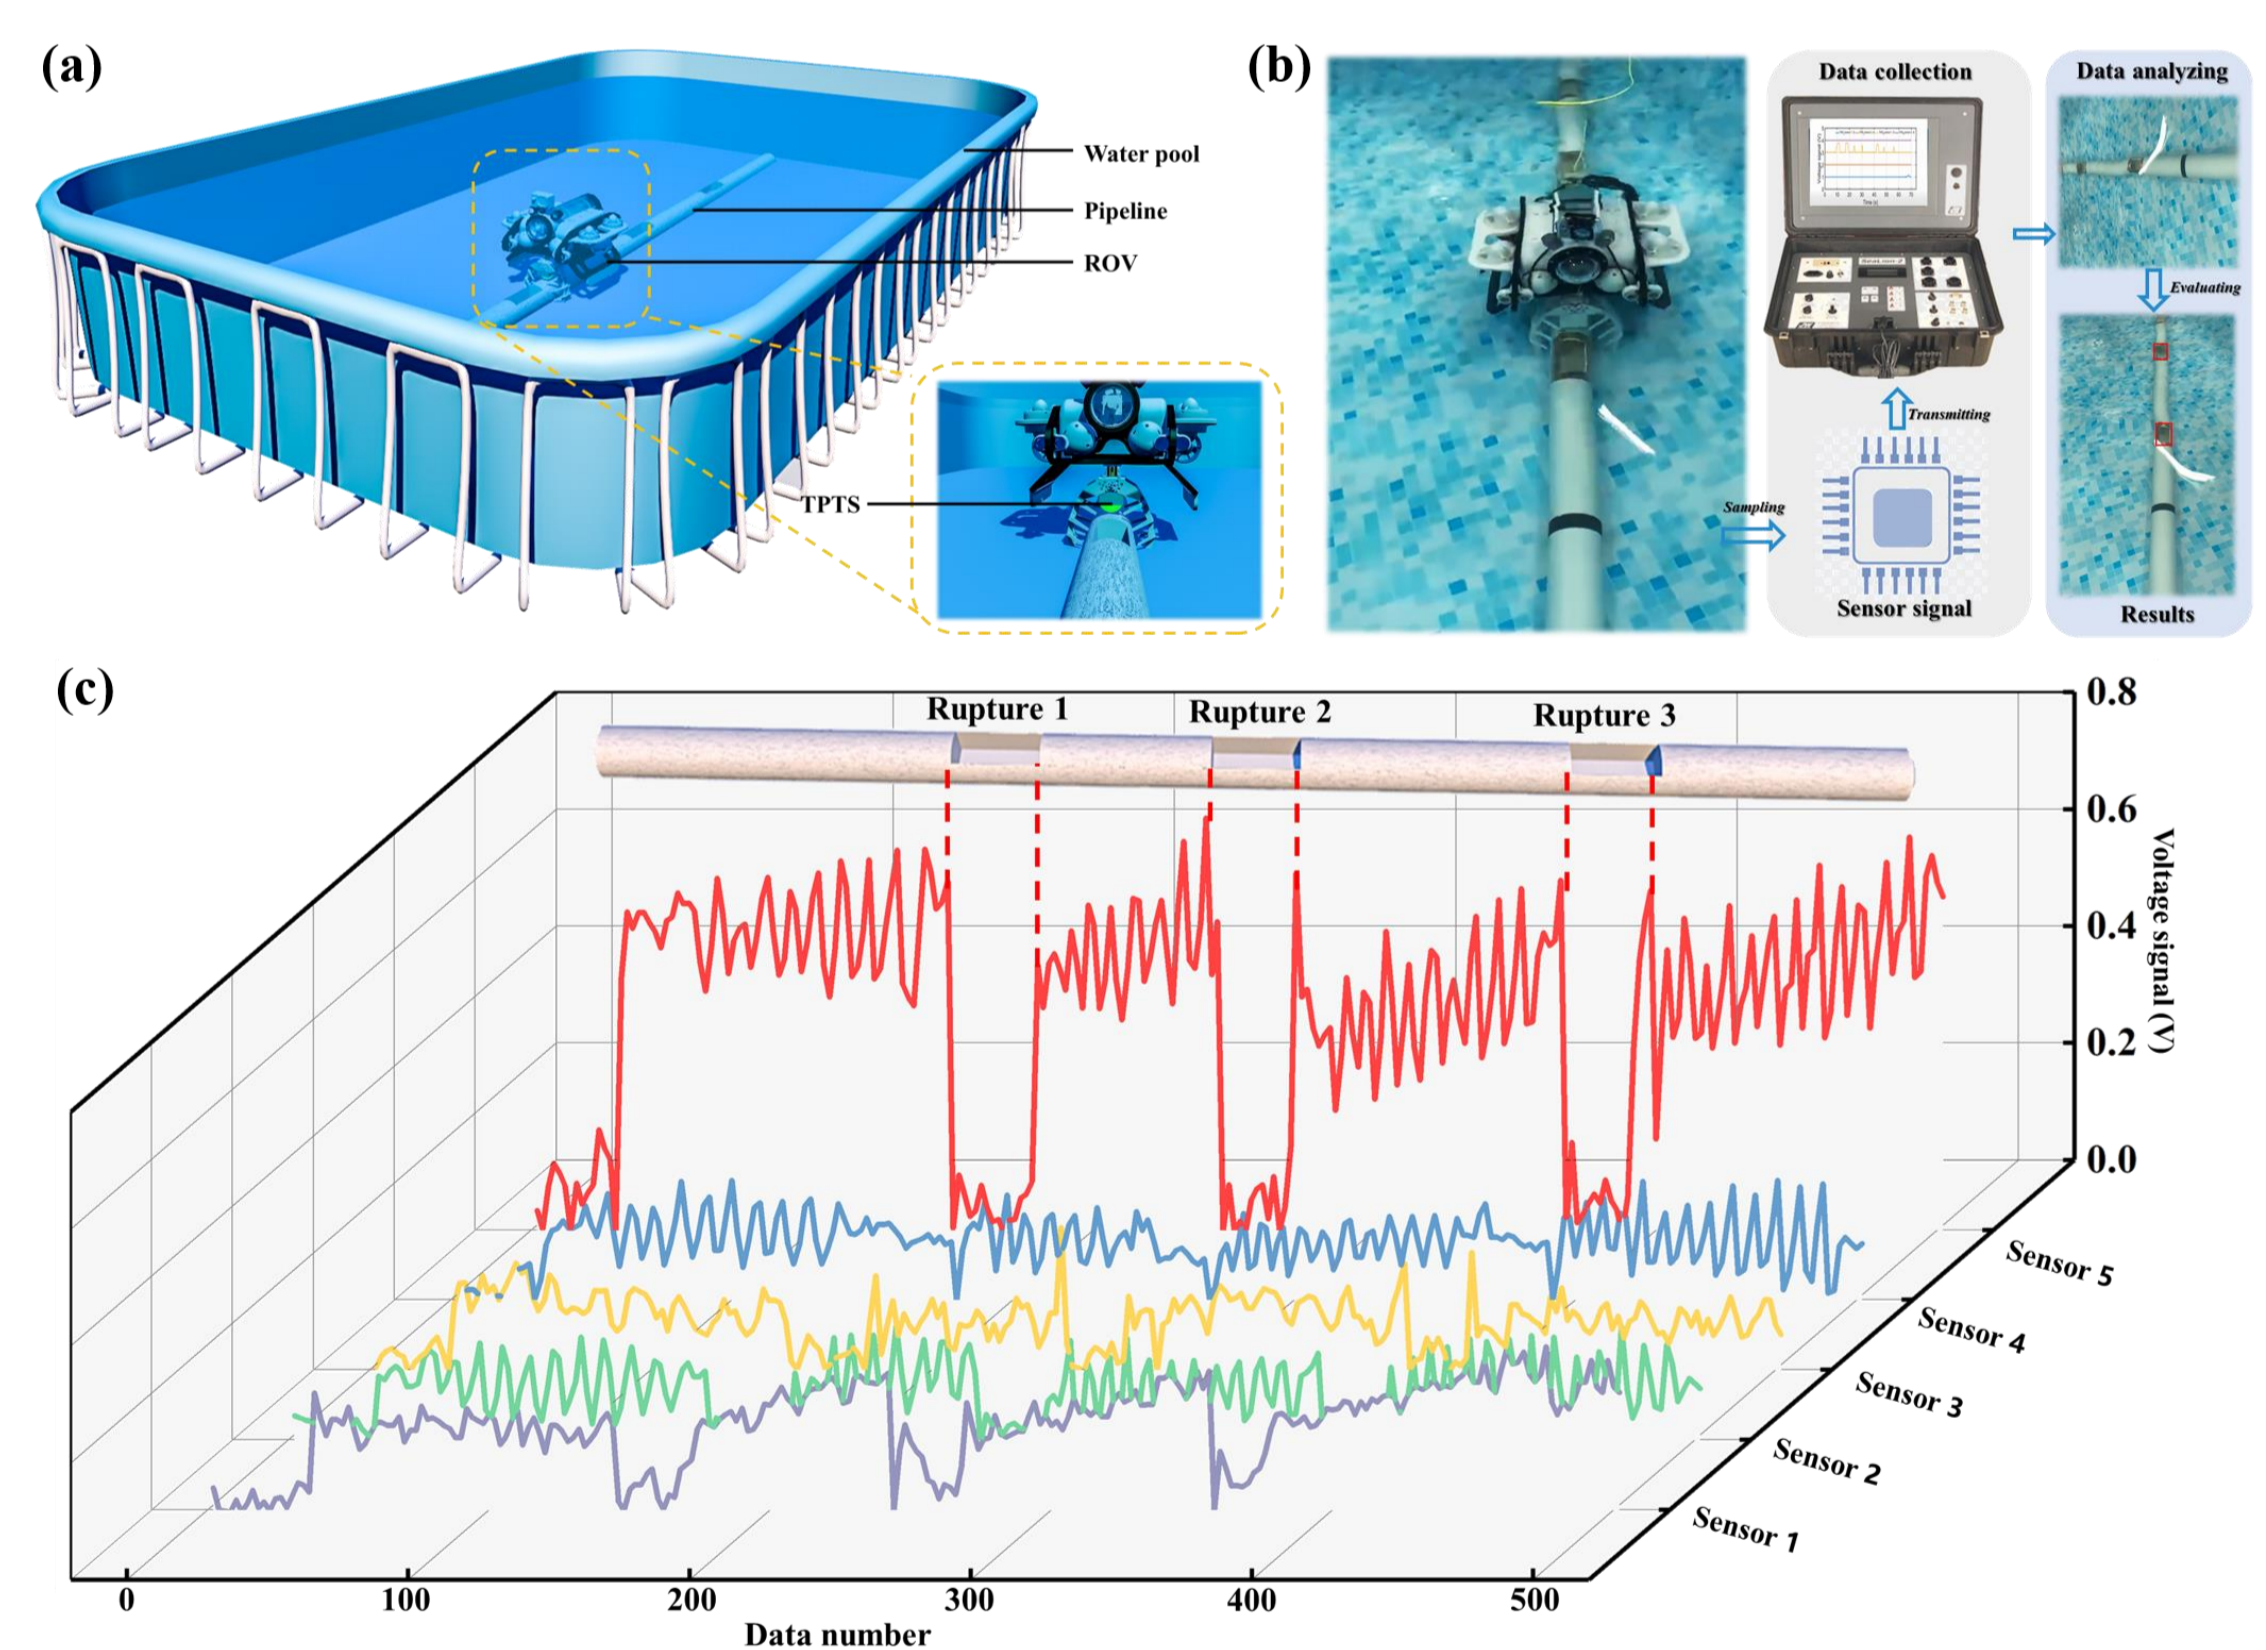 (a)
Water pool
Pipeline
ROV
TPTS
(b)
Data collection
Data analyzing
Evaluating
Transmitting
Sampling
Sensor signal
Results
(c)
Rupture 1
Rupture 2
Rupture 3
0.8
0.6
0.4
0.2
0.0
Voltage signal (V)
Sensor 5
Sensor 4
Sensor 3
Sensor 2
Sensor 1
0
100
200
300
400
500
Data number